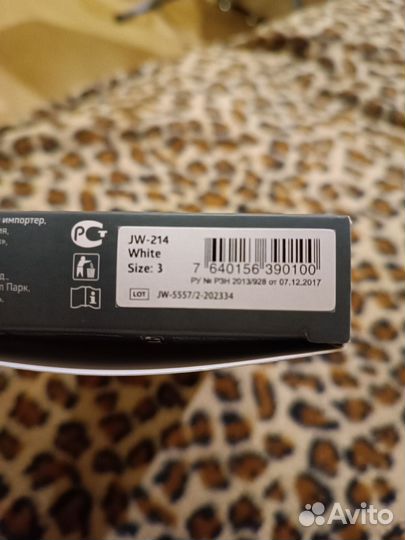 импортер,
JW-214
White
Size: 3
7 640156 390100
РУ № РЗН 2013/928 от 07.12.2017
LOT JW-5557/2-202334
Парк.
PCT
Avito